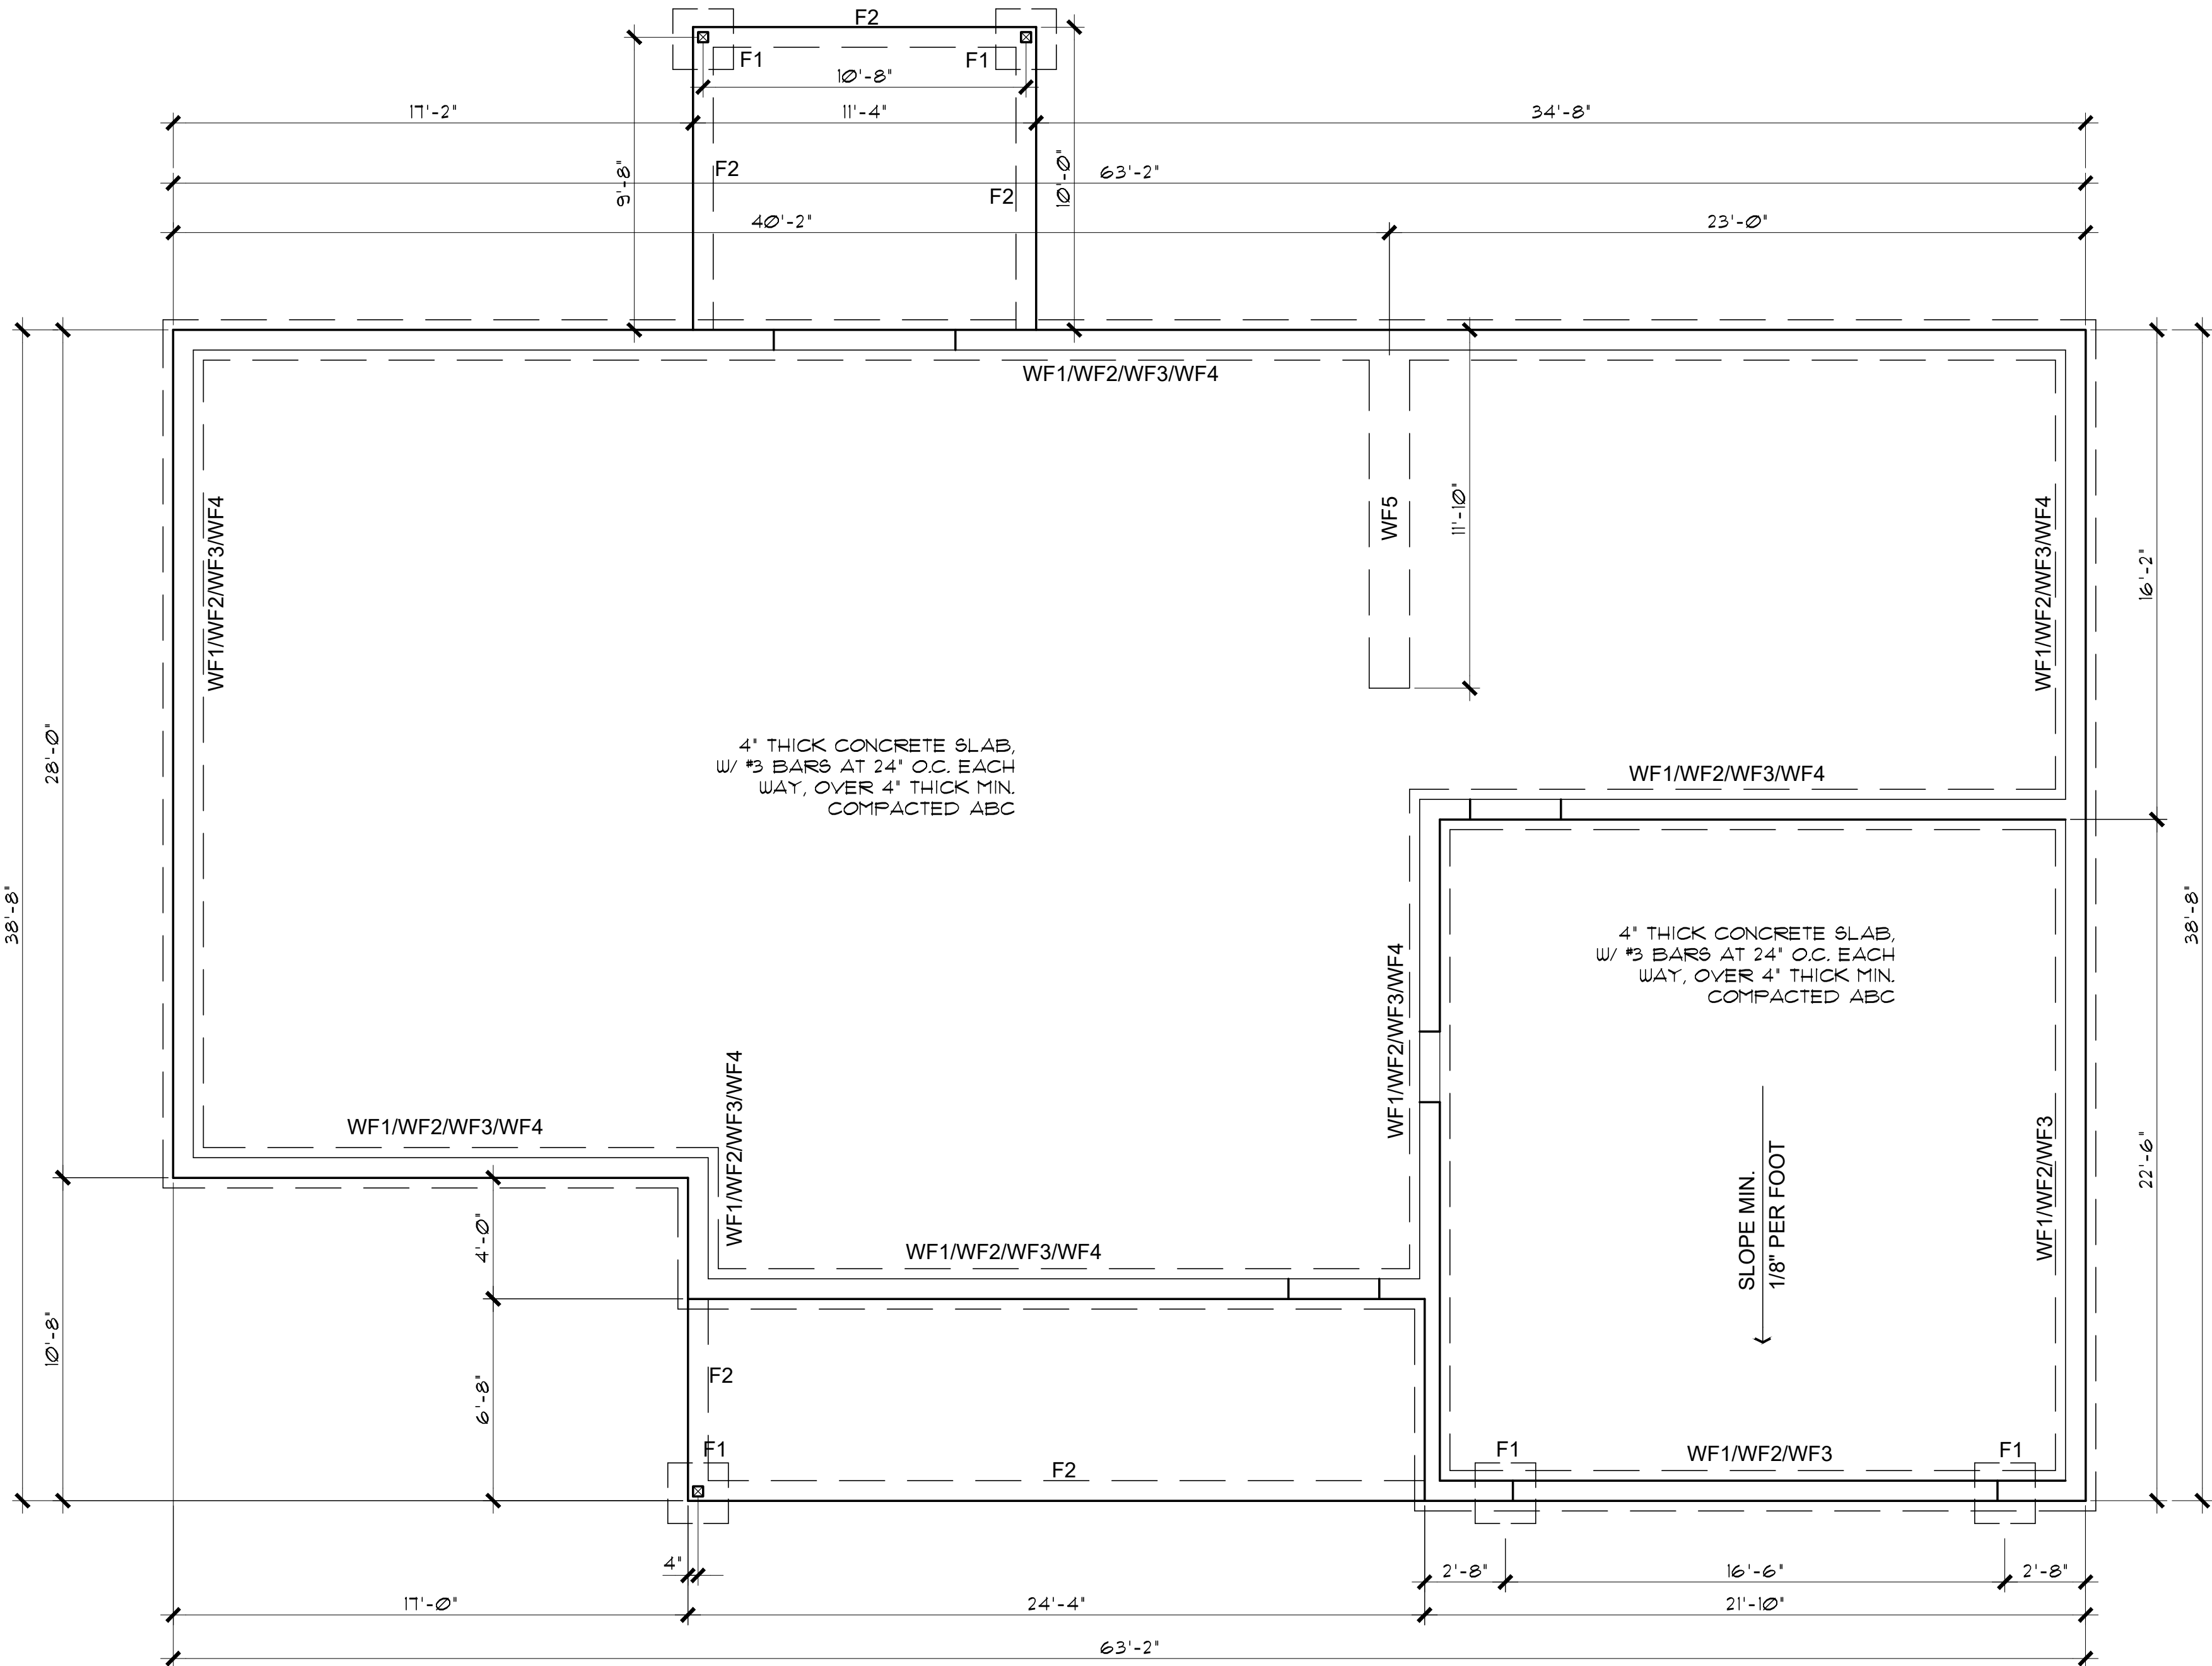 F2
F1
F1
10'-8"
17'-2"
11'-4"
34'-8"
9'-8"
F2
10'-0"
63'-2"
F2
40'-2"
23'-0"
WF1/WF2/WF3/WF4
WF1/WF2/WF3/WF4
WF5
11'-10"
WF1/WF2/WF3/WF4
16'-2"
28'-0"
38'-8"
4" THICK CONCRETE SLAB,
W/ #3 BARS AT 24" O.C. EACH
WAY, OVER 4" THICK MIN.
COMPACTED ABC
WF1/WF2/WF3/WF4
38'-8"
4" THICK CONCRETE SLAB,
W/ #3 BARS AT 24" O.C. EACH
WAY, OVER 4" THICK MIN.
COMPACTED ABC
WF1/WF2/WF3/WF4
WF1/WF2/WF3/WF4
WF1/WF2/WF3/WF4
SLOPE MIN.
1/8" PER FOOT
WF1/WF2/WF3
22'-6"
4'-0"
WF1/WF2/WF3/WF4
10'-8"
6'-8"
F2
F1
F2
F1
WF1/WF2/WF3
F1
4"
2'-8"
16'-6"
2'-8"
17'-0"
24'-4"
21'-10"
63'-2"